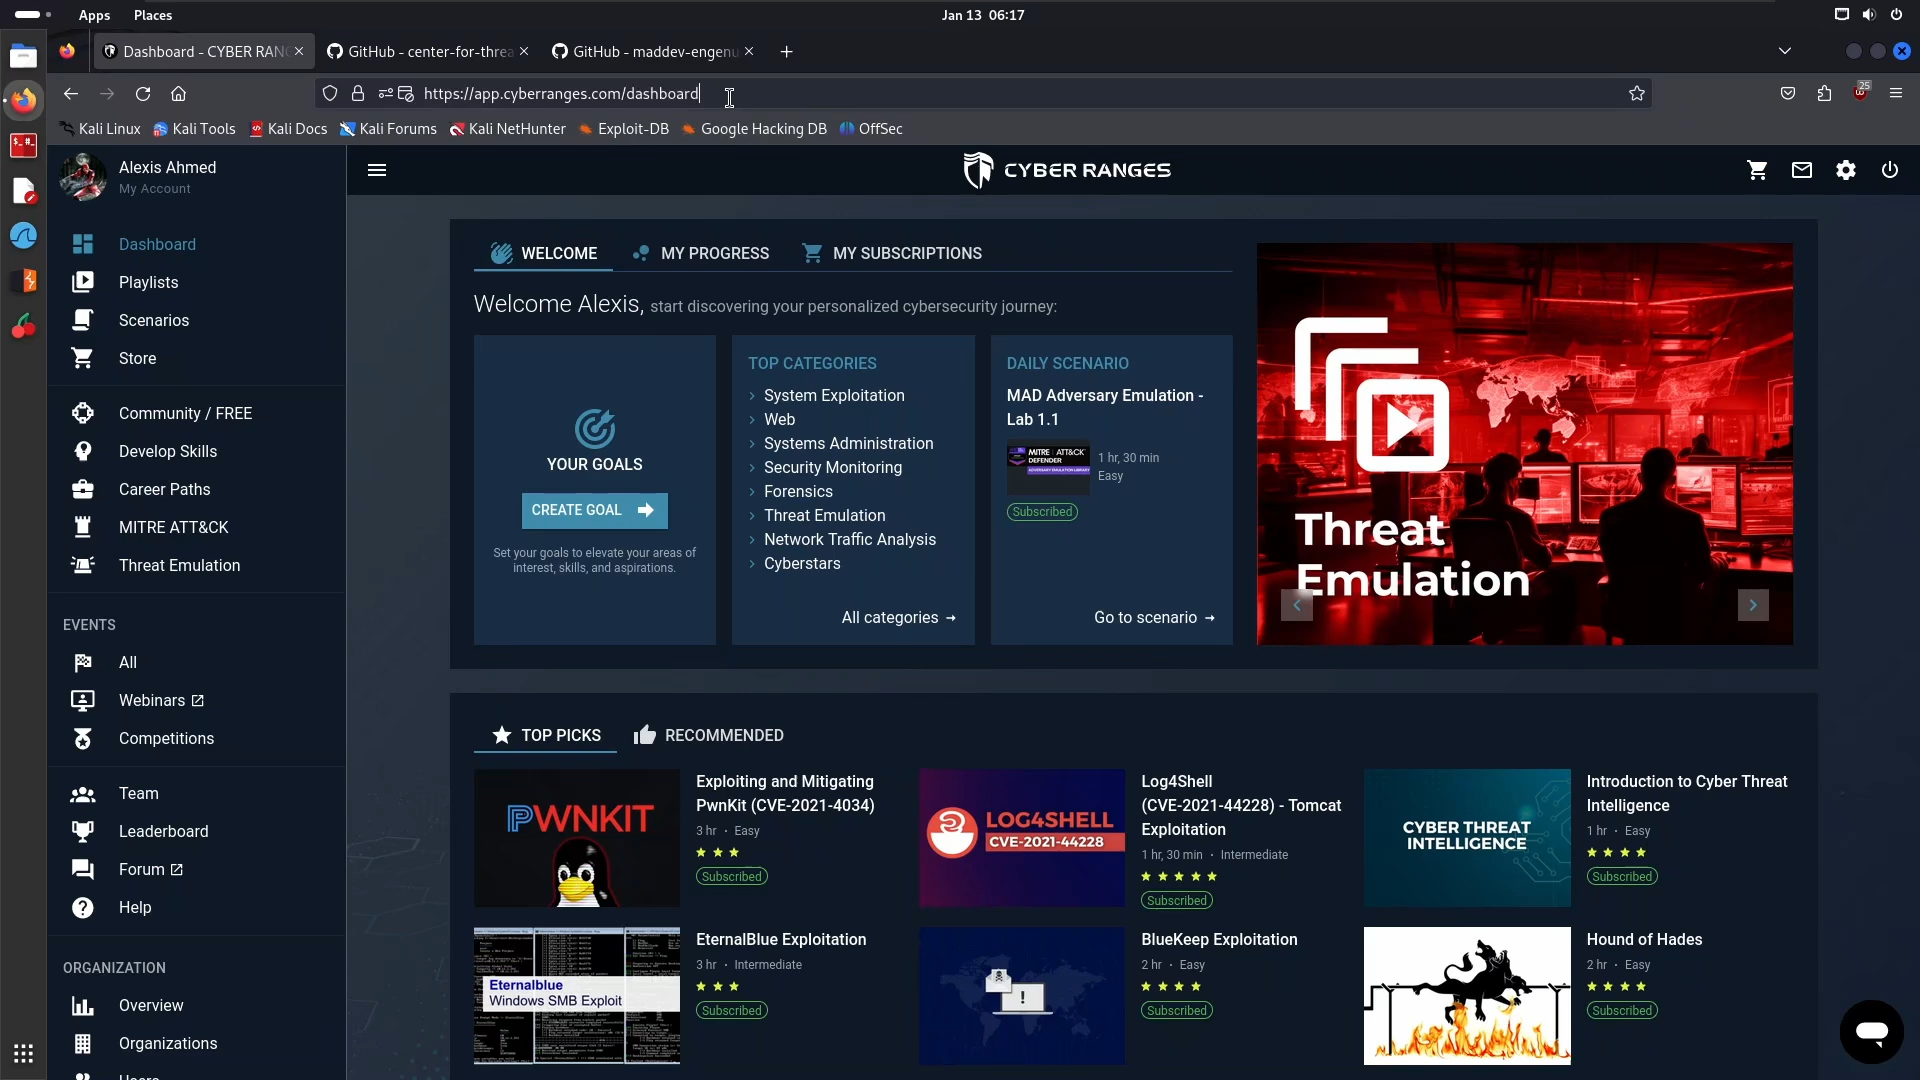 Apps Places
Jan 13 06:17
Dashboard - CYBER RANG
GitHub - center-for-threa
GitHub - maddev-engenu
https://app.cyberranges.com/dashboard
25
Kali Linux
Kali Tools
Kali Docs
Kali Forums
Kali NetHunter
Exploit-DB
Google Hacking DB
OffSec
Alexis Ahmed
My Account
CYBER RANGES
Dashboard
Playlists
Scenarios
Store
Community / FREE
Develop Skills
Career Paths
MITRE ATT&CK
Threat Emulation
EVENTS
All
Webinars
Competitions
Team
Leaderboard
Forum
Help
ORGANIZATION
Overview
Organizations
Users
WELCOME
MY PROGRESS
MY SUBSCRIPTIONS
Welcome Alexis, start discovering your personalized cybersecurity journey:
YOUR GOALS
CREATE GOAL
Set your goals to elevate your areas of
interest, skills, and aspirations.
TOP CATEGORIES
System Exploitation
Web
Systems Administration
Security Monitoring
Forensics
Threat Emulation
Network Traffic Analysis
Cyberstars
All categories →
DAILY SCENARIO
MAD Adversary Emulation -
Lab 1.1
MITRE ATT&CK
DEFENDER
ADVERSARY EMULATION LIBRARY
1 hr, 30 min
Easy
Subscribed
Go to scenario →
Threat
Emulation
TOP PICKS
RECOMMENDED
PWNKIT
Exploiting and Mitigating
PwnKit (CVE-2021-4034)
3 hr · Easy
Subscribed
LOG4SHELL
CVE-2021-44228
Log4Shell
(CVE-2021-44228) - Tomcat
Exploitation
1 hr, 30 min · Intermediate
Subscribed
CYBER THREAT
INTELLIGENCE
Introduction to Cyber Threat
Intelligence
1 hr · Easy
Subscribed
Eternalblue
Windows SMB Exploit
EternalBlue Exploitation
3 hr · Intermediate
Subscribed
!
BlueKeep Exploitation
2 hr · Easy
Subscribed
Hound of Hades
2 hr · Easy
Subscribed